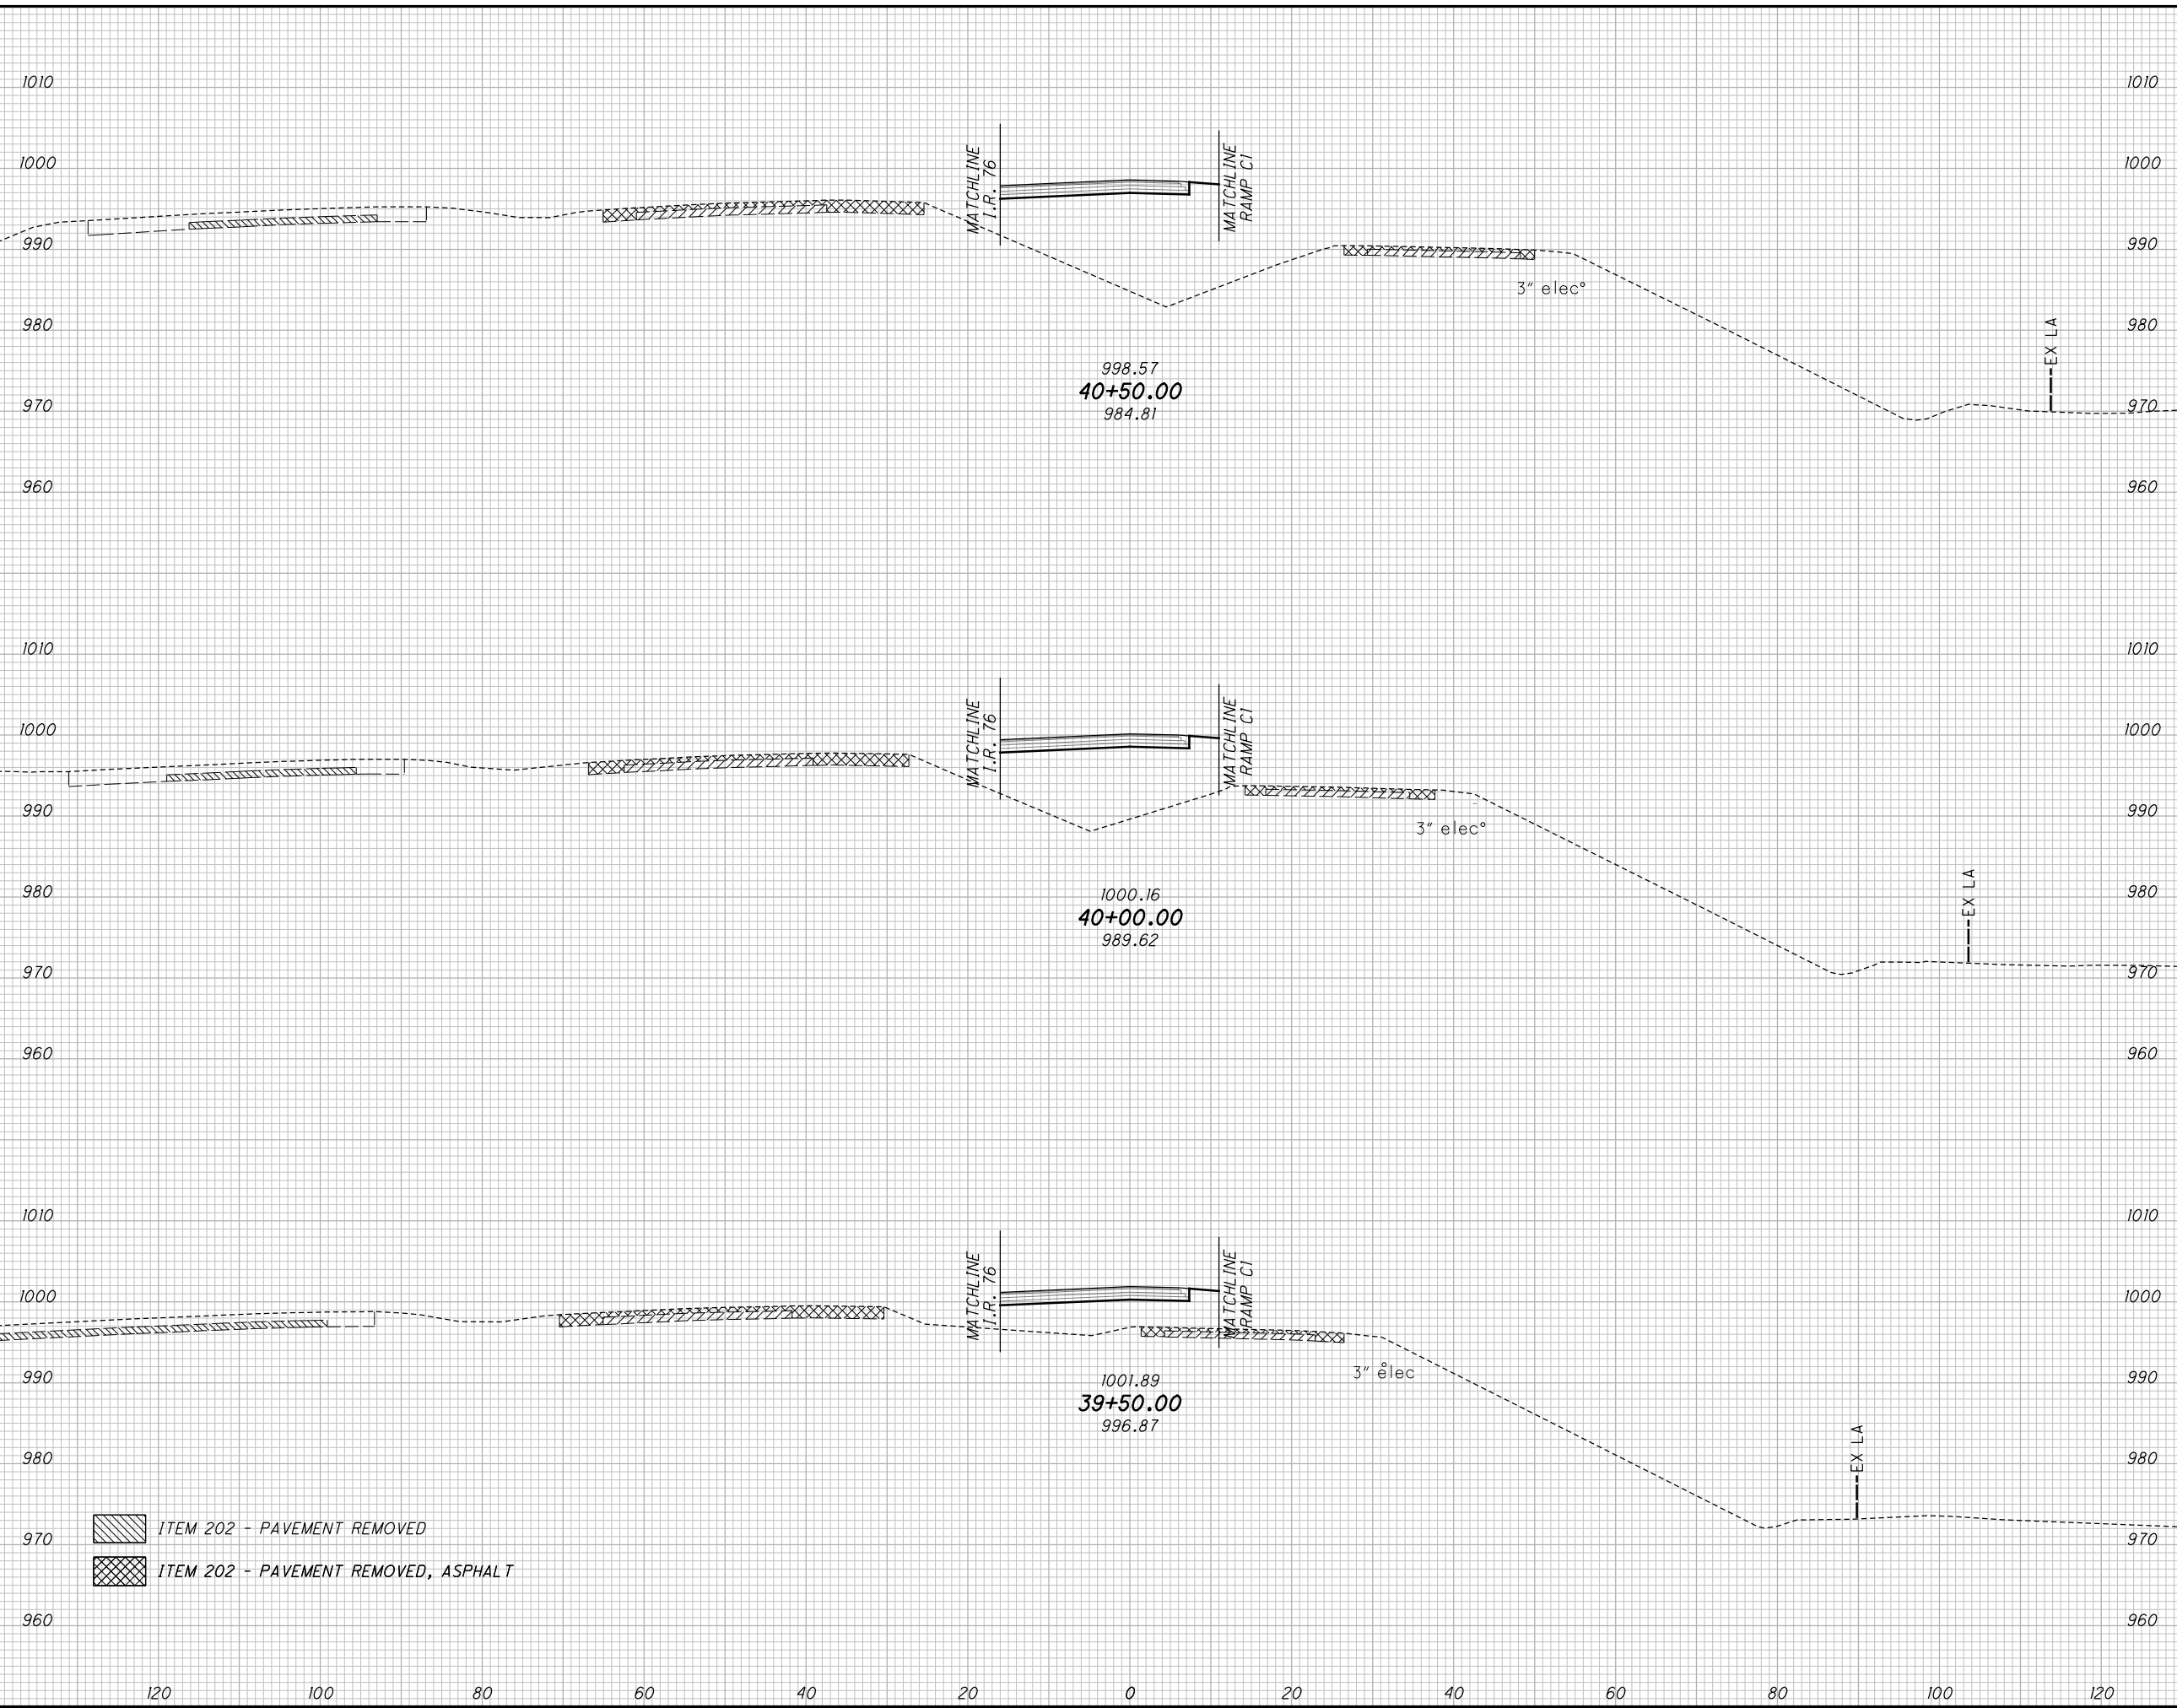 1010 1010
1000 1000
MATCHLINE
I.R. 76
MATCHLINE
RAMP C1
990 990
3" elec°
980 980
EX LA
998.57
40+50.00
984.81
970 970
960 960
1010 1010
1000 1000
MATCHLINE
I.R. 76
MATCHLINE
RAMP C1
990 990
3" elec°
980 980
EX LA
1000.16
40+00.00
989.62
970 970
960 960
1010 1010
1000 1000
MATCHLINE
I.R. 76
MATCHLINE
RAMP C1
990 990
3" elec
1001.89
39+50.00
996.87
980 980
EX LA
ITEM 202 - PAVEMENT REMOVED
970 970
ITEM 202 - PAVEMENT REMOVED, ASPHALT
960 960
120 100 80 60 40 20 0 20 40 60 80 100 120